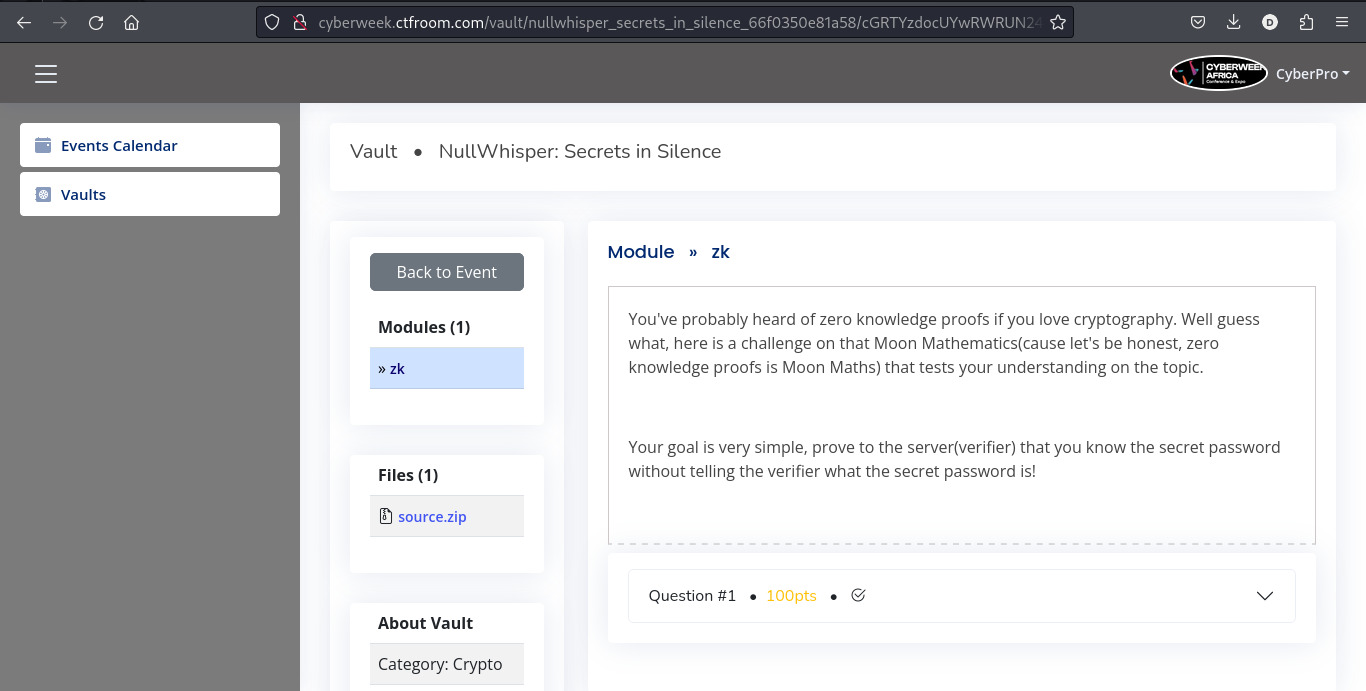 cyberweek.ctfroom.com/vault/nullwhisper_secrets_in_silence_66f0350e81a58/cGRTYzdocUYwRWRUN24
D
CYBERWEEK
AFRICA
Conference & Expo
CyberPro
Events Calendar
Vaults
Vault • NullWhisper: Secrets in Silence
Back to Event
Modules (1)
» zk
Files (1)
source.zip
About Vault
Category: Crypto
Module » zk
You've probably heard of zero knowledge proofs if you love cryptography. Well guess
what, here is a challenge on that Moon Mathematics(cause let's be honest, zero
knowledge proofs is Moon Maths) that tests your understanding on the topic.
Your goal is very simple, prove to the server(verifier) that you know the secret password
without telling the verifier what the secret password is!
Question #1 • 100pts •